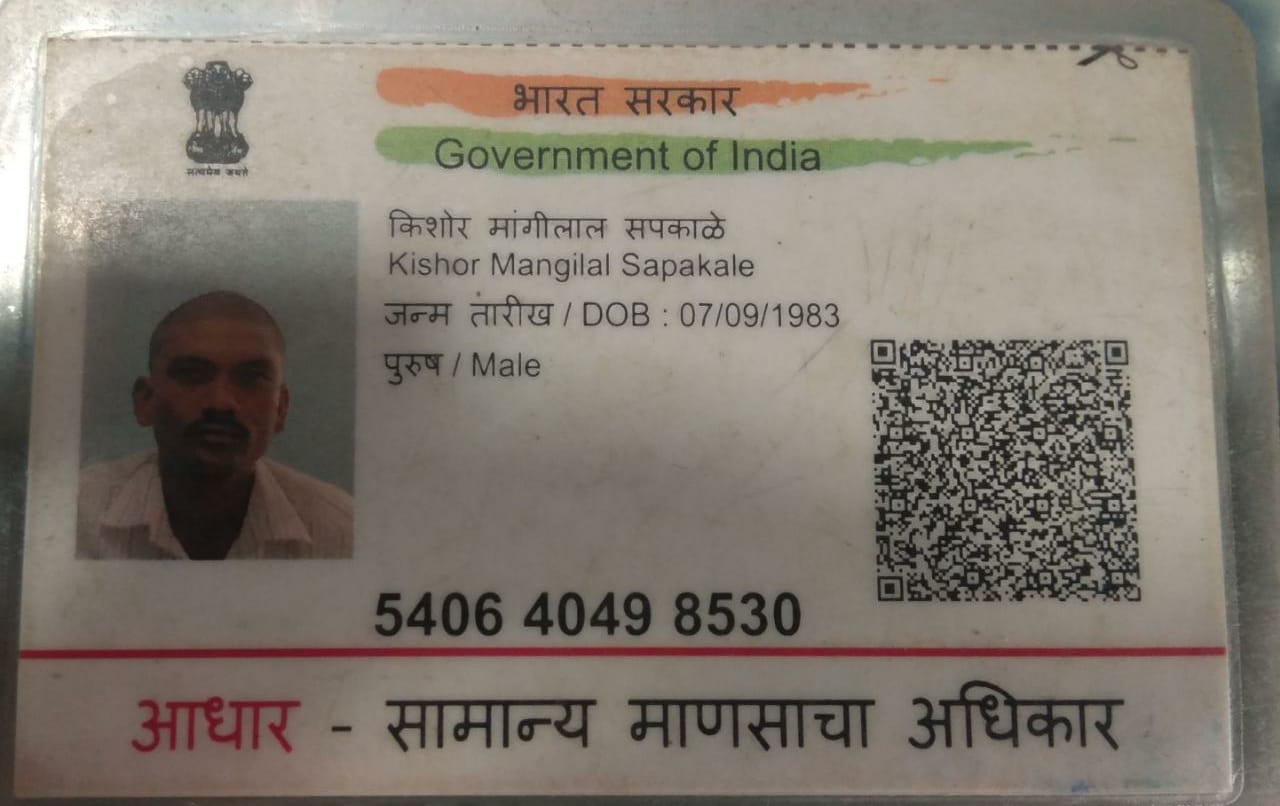 भारत सरकार
Government of India
सत्यमेव जयते
किशोर मांगीलाल सपकाळे
Kishor Mangilal Sapakale
जन्म तारीख / DOB : 07/09/1983
पुरुष / Male
5406 4049 8530
आधार - सामान्य माणसाचा अधिकार